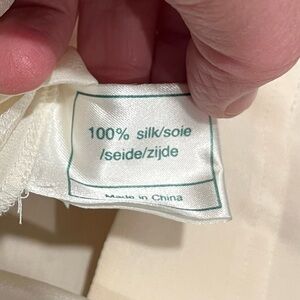 100% silk/soie
/seide/zijde
Made in China